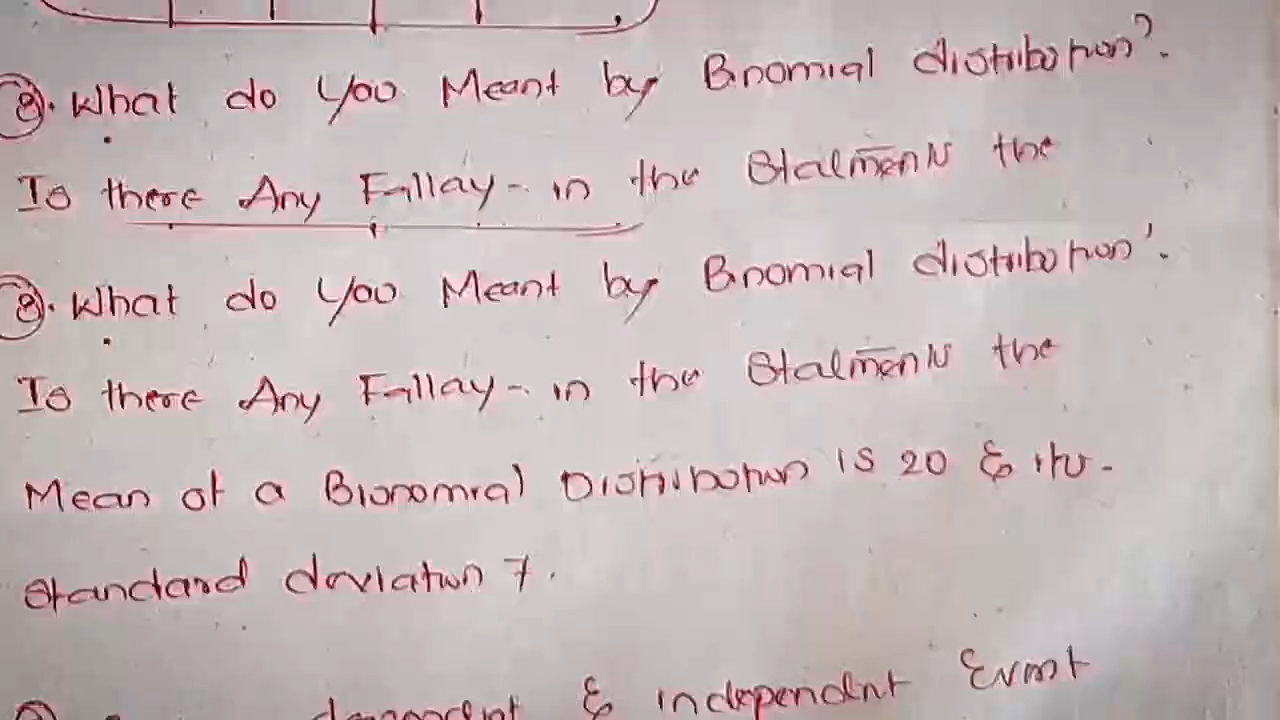 8. What do you Meant by Binomial distribution?
Is there Any Fallay - in the Statments the
8. What do you Meant by Binomial distribution?
Is there Any Fallay - in the Statments the
Mean of a Bionomial Distribution is 20 & its -
Standard deviation 7.
dependent & independent Event